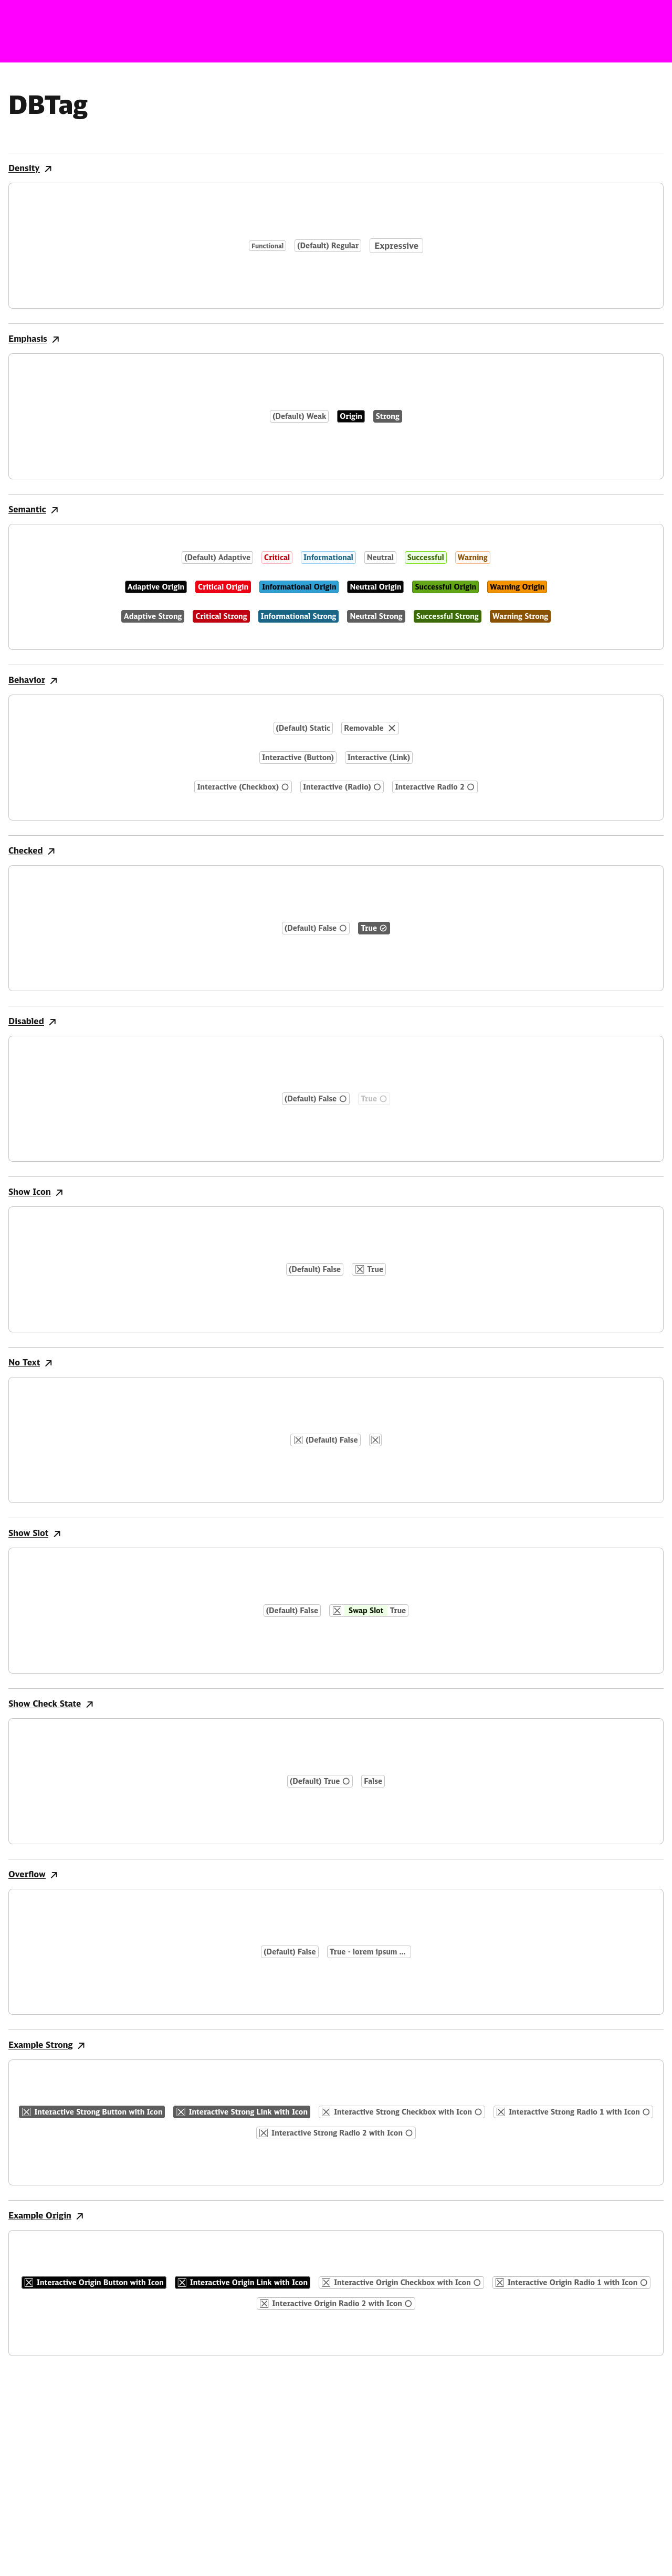 DBTag
Density
Functional (Default) Regular Expressive
Emphasis
(Default) Weak Origin Strong
Semantic
(Default) Adaptive Critical Informational Neutral Successful Warning
Adaptive Origin Critical Origin Informational Origin Neutral Origin Successful Origin Warning Origin
Adaptive Strong Critical Strong Informational Strong Neutral Strong Successful Strong Warning Strong
Behavior
(Default) Static Removable
Interactive (Button) Interactive (Link)
Interactive (Checkbox) Interactive (Radio) Interactive Radio 2
Checked
(Default) False True
Disabled
(Default) False True
Show Icon
(Default) False True
No Text
(Default) False
Show Slot
(Default) False Swap Slot True
Show Check State
(Default) True False
Overflow
(Default) False True - lorem ipsum ...
Example Strong
Interactive Strong Button with Icon Interactive Strong Link with Icon Interactive Strong Checkbox with Icon Interactive Strong Radio 1 with Icon
Interactive Strong Radio 2 with Icon
Example Origin
Interactive Origin Button with Icon Interactive Origin Link with Icon Interactive Origin Checkbox with Icon Interactive Origin Radio 1 with Icon
Interactive Origin Radio 2 with Icon